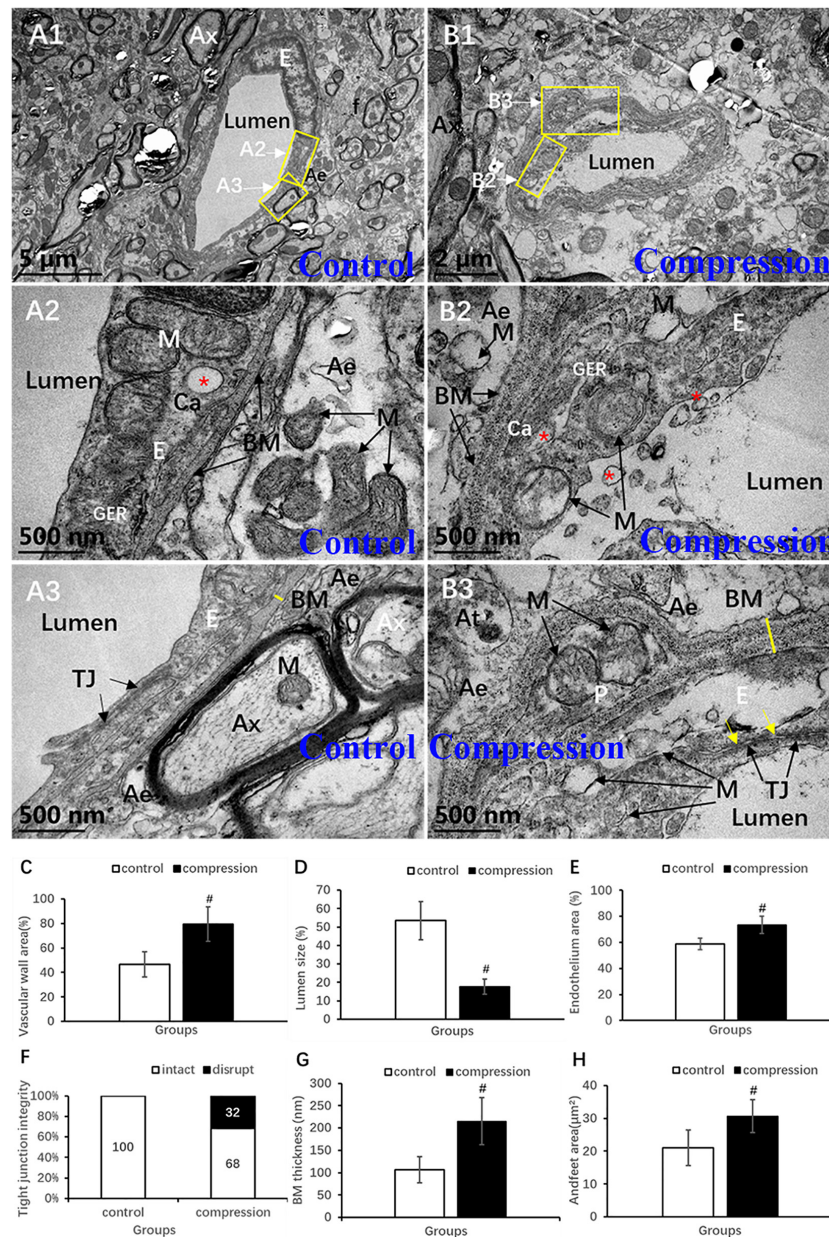 A1
Ax
E
Lumen
f
A2
A3
Ae
5 μm
Control
B1
B3
Ax
Lumen
B2
2 μm
Compression
A2
M
Lumen
*
Ca
Ae
E
BM
M
GER
500 nm
Control
B2
Ae
M
M
E
GER
BM
Ca
*
*
*
Lumen
M
500 nm
Compression
A3
Ae
BM
Lumen
E
Ax
M
TJ
Ax
Ae
Control
500 nm
B3
M
Ae
BM
At
Ae
P
E
Compression
M
TJ
Lumen
500 nm
C
control compression
Vascular wall area(%)
100
80
60
40
20
0
#
Groups
D
control compression
Lumen size (%)
70
60
50
40
30
20
10
0
#
Groups
E
control compression
Endothelium area (%)
100
80
60
40
20
0
#
Groups
F
intact disrupt
Tight junction integrity
100%
80%
60%
40%
20%
0%
100
32
68
control compression
Groups
G
control compression
BM thickness (nm)
300
250
200
150
100
50
0
#
Groups
H
control compression
Andfeet area(μm²)
40
30
20
10
0
#
Groups